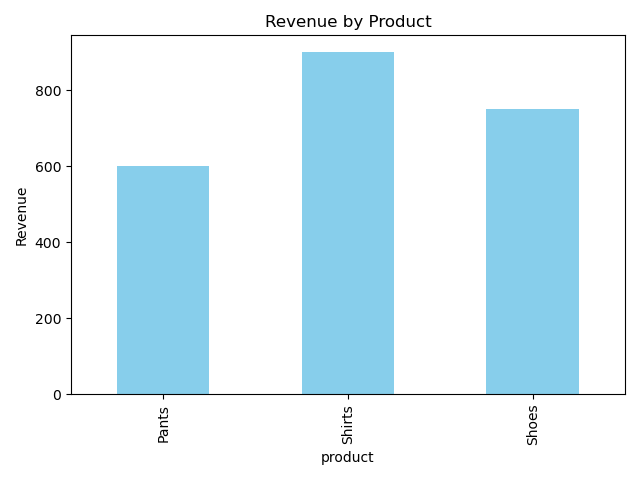 Revenue by Product
Revenue
800
600
400
200
0
Pants
Shirts
Shoes
product